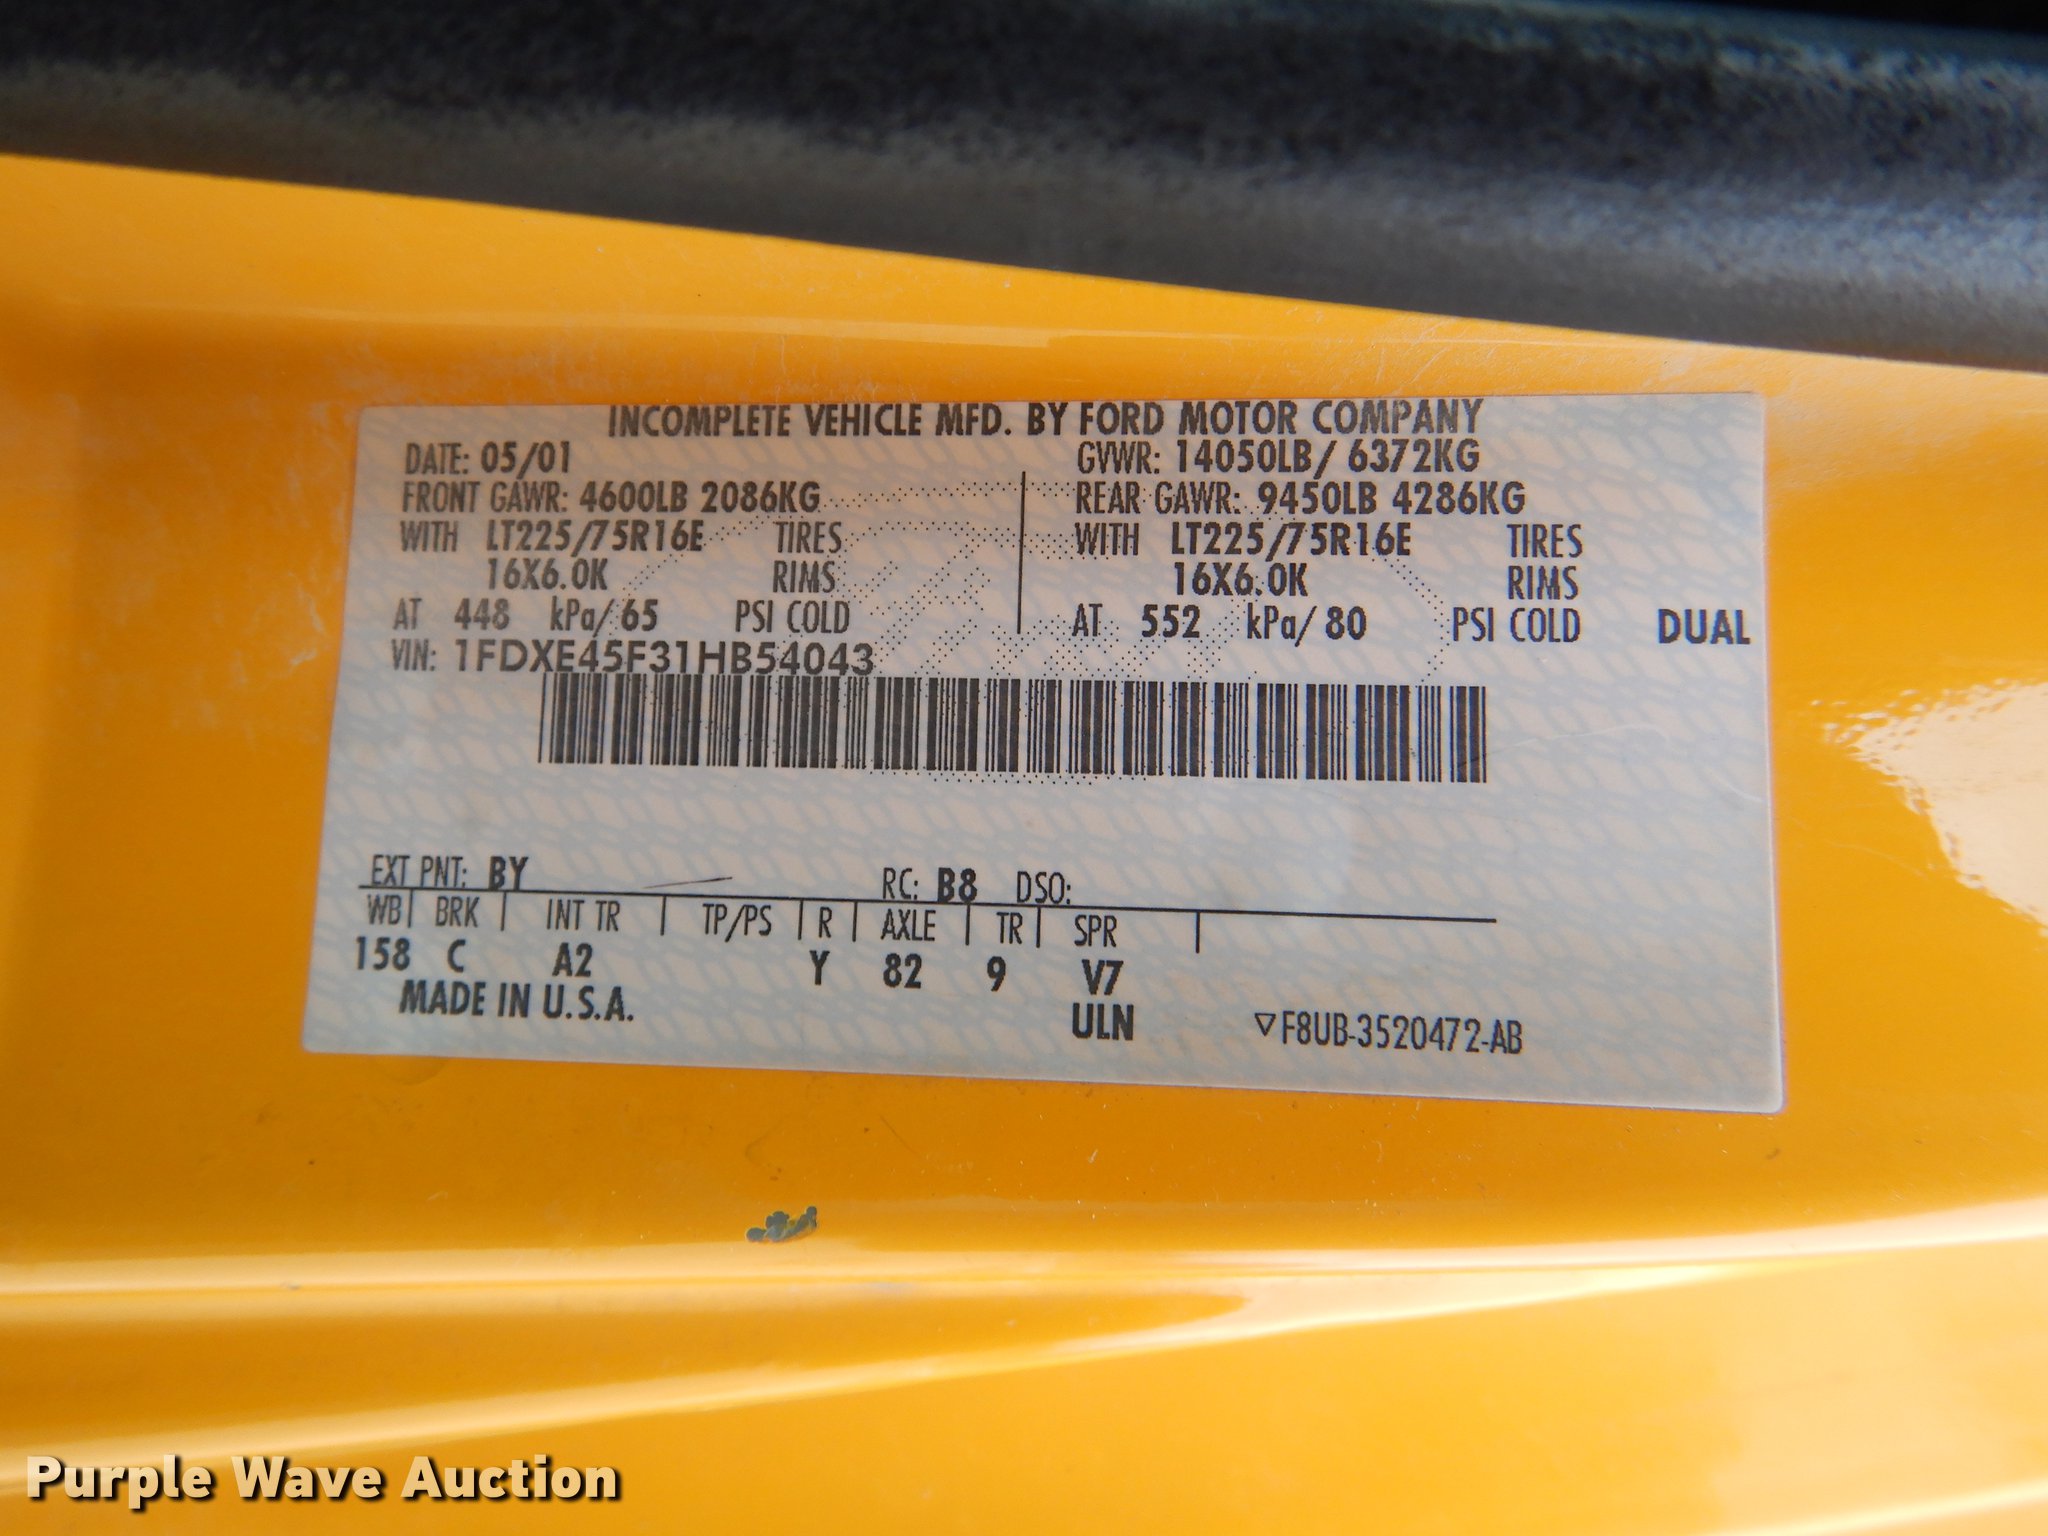 INCOMPLETE VEHICLE MFD. BY FORD MOTOR COMPANY
DATE: 05/01 GVWR: 14050LB/ 6372KG
FRONT GAWR: 4600LB 2086KG REAR GAWR: 9450LB 4286KG
WITH LT225/75R16E TIRES WITH LT225/75R16E TIRES
16X6.0K RIMS 16X6.0K RIMS
AT 448 kPa/ 65 PSI COLD AT 552 kPa/ 80 PSI COLD DUAL
VIN: 1FDXE45F31HB54043
EXT PNT: BY RC: B8 DSO:
WB BRK INT TR TP/PS R AXLE TR SPR
158 C A2 Y 82 9 V7
MADE IN U.S.A. ULN ▽F8UB-3520472-AB
Purple Wave Auction